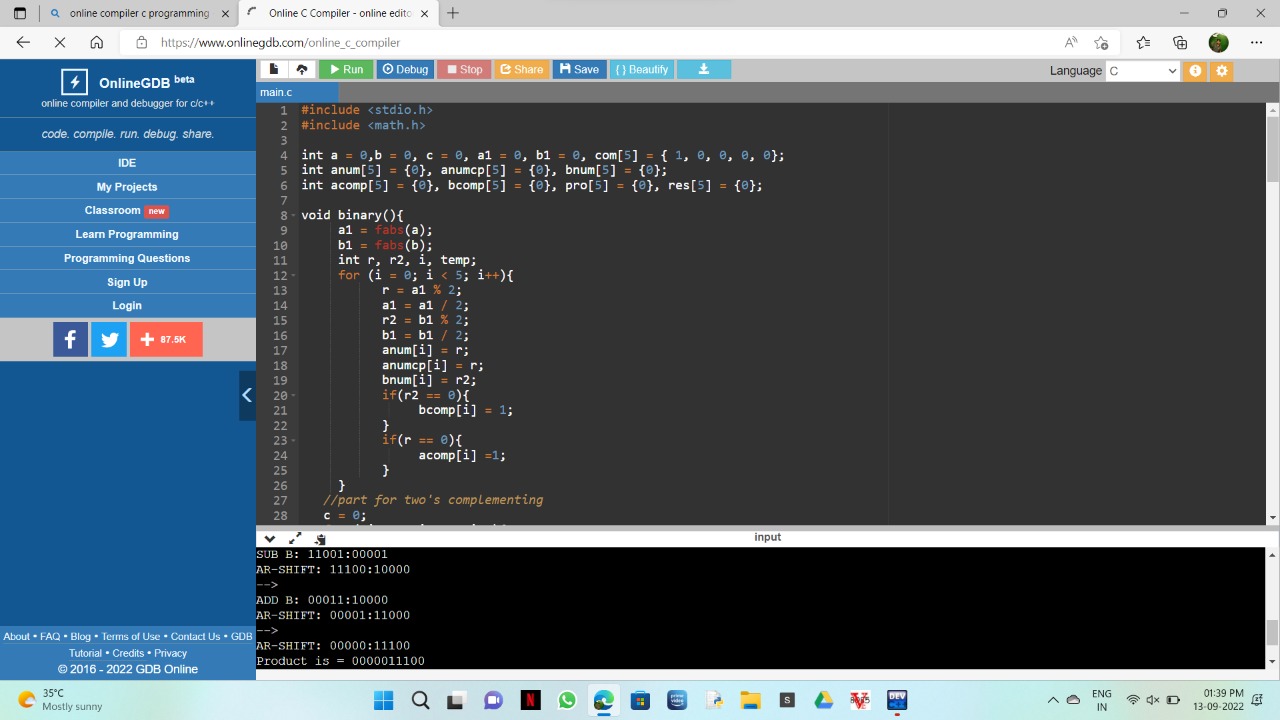 online compiler c programming
Online C Compiler - online edito
https://www.onlinegdb.com/online_c_compiler
OnlineGDB beta
online compiler and debugger for c/c++
code. compile. run. debug. share.
IDE
My Projects
Classroom new
Learn Programming
Programming Questions
Sign Up
Login
f + 87.5K
About • FAQ • Blog • Terms of Use • Contact Us • GDB
Tutorial • Credits • Privacy
© 2016 - 2022 GDB Online
Run Debug Stop Share Save { } Beautify
Language C
main.c
1 #include <stdio.h>
2 #include <math.h>
3
4 int a = 0,b = 0, c = 0, a1 = 0, b1 = 0, com[5] = { 1, 0, 0, 0, 0};
5 int anum[5] = {0}, anumcp[5] = {0}, bnum[5] = {0};
6 int acomp[5] = {0}, bcomp[5] = {0}, pro[5] = {0}, res[5] = {0};
7
8 void binary(){
9 a1 = fabs(a);
10 b1 = fabs(b);
11 int r, r2, i, temp;
12 for (i = 0; i < 5; i++){
13 r = a1 % 2;
14 a1 = a1 / 2;
15 r2 = b1 % 2;
16 b1 = b1 / 2;
17 anum[i] = r;
18 anumcp[i] = r;
19 bnum[i] = r2;
20 if(r2 == 0){
21 bcomp[i] = 1;
22 }
23 if(r == 0){
24 acomp[i] =1;
25 }
26 }
27 //part for two's complementing
28 c = 0;
input
SUB B: 11001:00001
AR-SHIFT: 11100:10000
-->
ADD B: 00011:10000
AR-SHIFT: 00001:11000
-->
AR-SHIFT: 00000:11100
Product is = 0000011100
35°C
Mostly sunny
N
prime video
S
DEV
ENG
IN
01:39 PM
13-09-2022